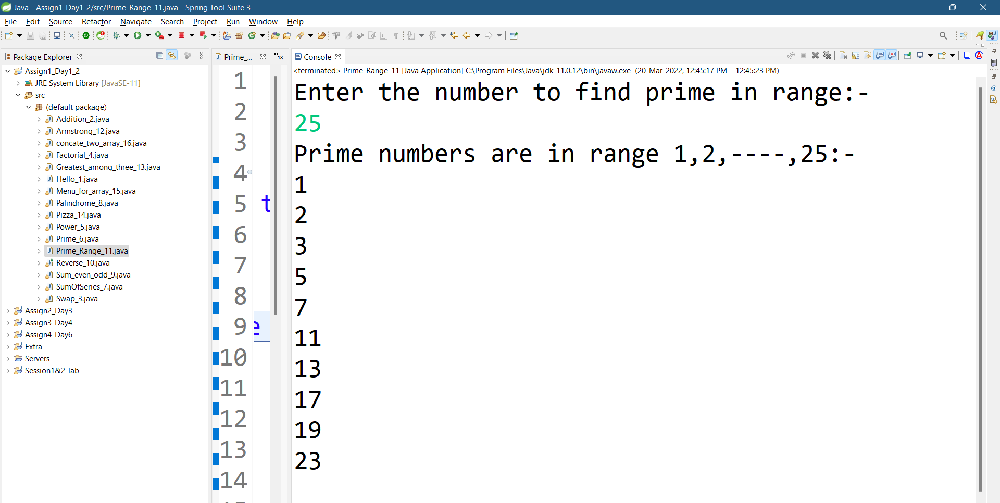 Java - Assign1_Day1_2/src/Prime_Range_11.java - Spring Tool Suite 3
File Edit Source Refactor Navigate Search Project Run Window Help
Package Explorer
Assign1_Day1_2
JRE System Library [JavaSE-11]
src
(default package)
Addition_2.java
Armstrong_12.java
concate_two_array_16.java
Factorial_4.java
Greatest_among_three_13.java
Hello_1.java
Menu_for_array_15.java
Palindrome_8.java
Pizza_14.java
Power_5.java
Prime_6.java
Prime_Range_11.java
Reverse_10.java
Sum_even_odd_9.java
SumOfSeries_7.java
Swap_3.java
Assign2_Day3
Assign3_Day4
Assign4_Day6
Extra
Servers
Session1&2_lab
Prime_...
»18
1
2
3
4
5 t
6
7
8
9 e
10
11
12
13
14
Console
<terminated> Prime_Range_11 [Java Application] C:\Program Files\Java\jdk-11.0.12\bin\javaw.exe (20-Mar-2022, 12:45:17 PM – 12:45:23 PM)
Enter the number to find prime in range:-
25
Prime numbers are in range 1,2,----,25:-
1
2
3
5
7
11
13
17
19
23